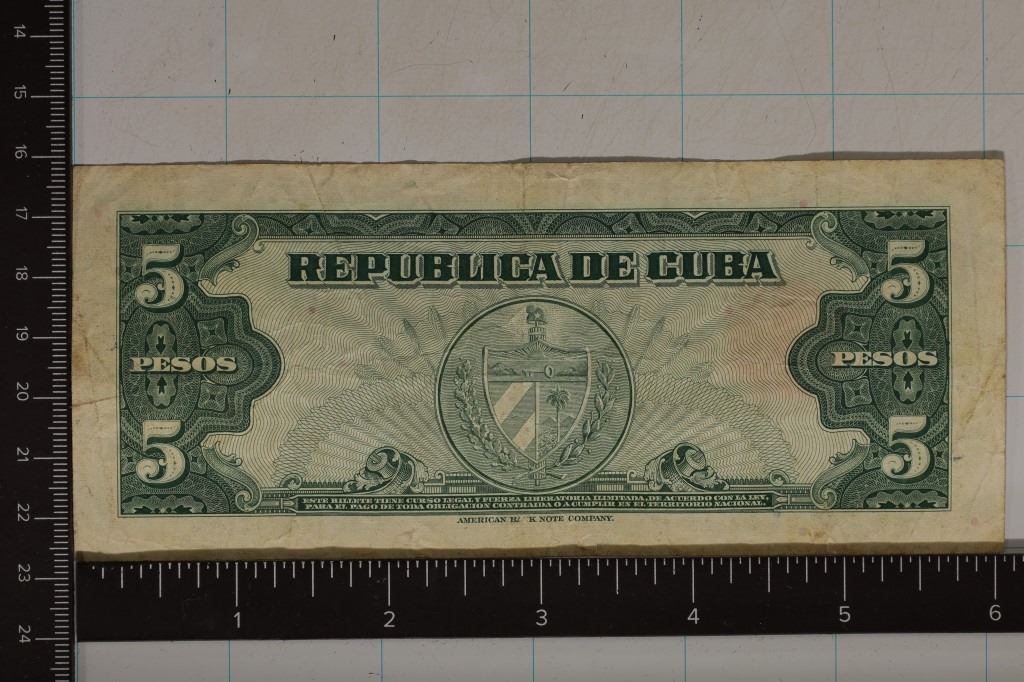 14
15
16
17
18
19
20
21
22
23
24
5 5
REPUBLICA DE CUBA
PESOS PESOS
5 5
ESTE BILLETE TIENE CURSO LEGAL Y FUERZA LIBERATORIA ILIMITADA, DE ACUERDO CON LA LEY,
PARA EL PAGO DE TODA OBLIGACION CONTRAIDA O A CUMPLIR EN EL TERRITORIO NACIONAL.
AMERICAN K NOTE COMPANY.
1 2 3 4 5 6